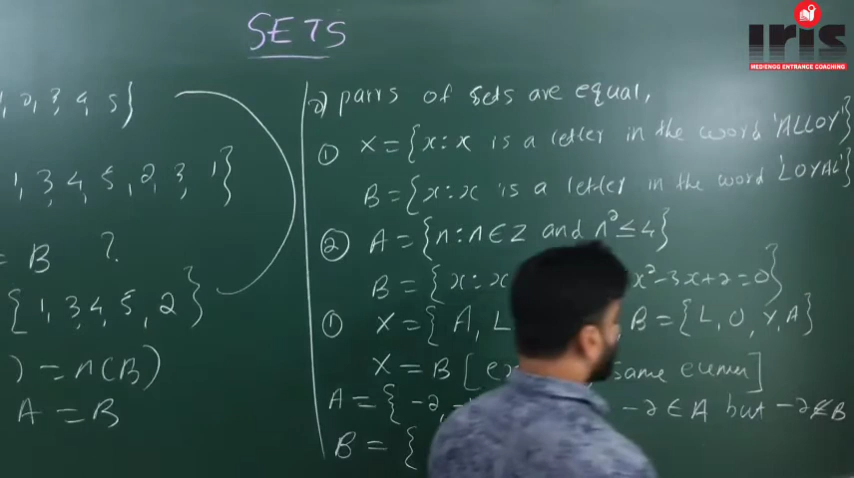 SETS
iris
MEDI/ENGG ENTRANCE COACHING
1, 2, 3, 4, 5}
1, 3, 4, 5, 2, 3, 1}
= B ?
{ 1, 3, 4, 5, 2 }
) = n(B)
A = B
2) pairs of sets are equal,
① X = {x : x is a letter in the word 'ALLOY'}
B = {x : x is a letter in the word 'LOYAL'}
② A = {n : n ∈ Z and n² ≤ 4}
B = { x : x x² - 3x + 2 = 0}
① X = { A, L , B = {L, O, Y, A}
X = B [ same
A = { -2, -2 ∈ A but -2 ∉ B
B = {